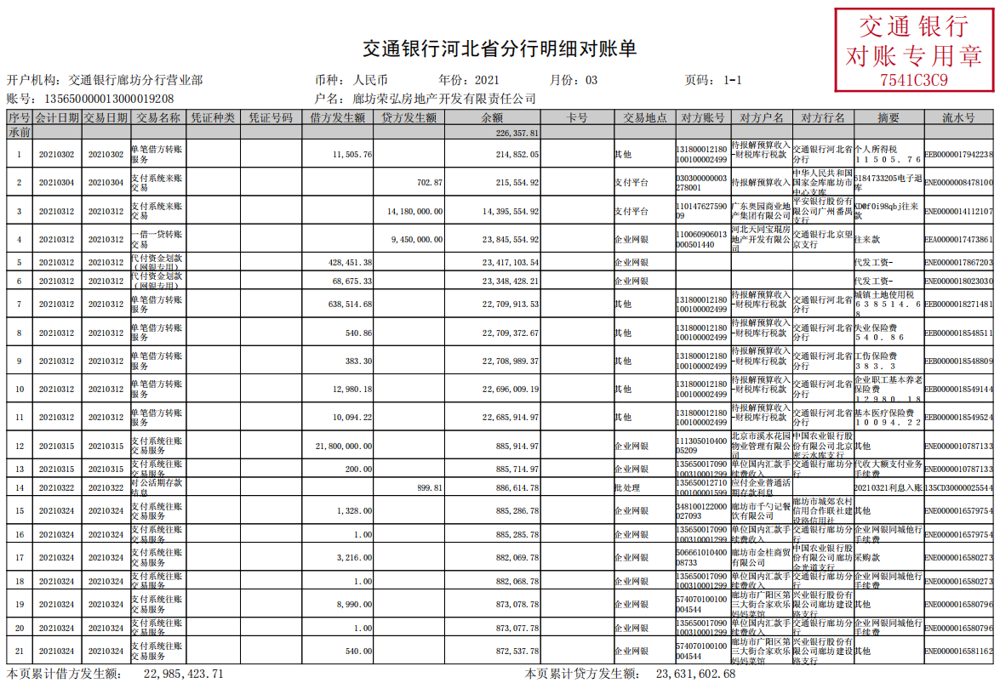 交通银行
对账专用章
7541C3C9
交通银行河北省分行明细对账单
开户机构: 交通银行廊坊分行营业部 币种: 人民币 年份: 2021 月份: 03 页码: 1-1
账号: 135650000013000019208 户名: 廊坊荣弘房地产开发有限责任公司
序号 会计日期 交易日期 交易名称 凭证种类 凭证号码 借方发生额 贷方发生额 余额 卡号 交易地点 对方账号 对方户名 对方行名 摘要 流水号
承前 226,357.81
1 20210302 20210302 单笔借方转账服务 11,505.76 214,852.05 其他 131800012180100100002499 待报解预算收入-财税库行税款 交通银行河北省分行 个人所得税 11505.76 EEB0000017942238
2 20210304 20210304 支付系统来账交易 702.87 215,554.92 支付平台 030300000003278001 待报解预算收入 中华人民共和国国家金库廊坊市中心支库 6184733205电子退库 ENE0000008478100
3 20210312 20210312 支付系统来账交易 14,180,000.00 14,395,554.92 支付平台 11014762759009 广东奥园商业地产集团有限公司 平安银行股份有限公司广州番禺支行 XD@f0i98qbj往来款 ENE0000014112107
4 20210312 20210312 一借一贷转账交易 9,450,000.00 23,845,554.92 企业网银 110060906013000501440 河北天同宝琨房地产开发有限公司 交通银行北京望京支行 往来款 EEA0000017473861
5 20210312 20210312 代付资金划款（网银专用） 428,451.38 23,417,103.54 企业网银 代发工资- ENE0000017867203
6 20210312 20210312 代付资金划款（网银专用） 68,675.33 23,348,428.21 企业网银 代发工资- ENE0000018023030
7 20210312 20210312 单笔借方转账服务 638,514.68 22,709,913.53 其他 131800012180100100002499 待报解预算收入-财税库行税款 交通银行河北省分行 城镇土地使用税 638514.68 EEB0000018271481
8 20210312 20210312 单笔借方转账服务 540.86 22,709,372.67 其他 131800012180100100002499 待报解预算收入-财税库行税款 交通银行河北省分行 失业保险费 540.86 EEB0000018548511
9 20210312 20210312 单笔借方转账服务 383.30 22,708,989.37 其他 131800012180100100002499 待报解预算收入-财税库行税款 交通银行河北省分行 工伤保险费 383.3 EEB0000018548809
10 20210312 20210312 单笔借方转账服务 12,980.18 22,696,009.19 其他 131800012180100100002499 待报解预算收入-财税库行税款 交通银行河北省分行 企业职工基本养老保险费 12980.18 EEB0000018549144
11 20210312 20210312 单笔借方转账服务 10,094.22 22,685,914.97 其他 131800012180100100002499 待报解预算收入-财税库行税款 交通银行河北省分行 基本医疗保险费 10094.22 EEB0000018549524
12 20210315 20210315 支付系统往账交易服务 21,800,000.00 885,914.97 企业网银 11130501040005209 北京市溪水花园物业管理有限公司 中国农业银行股份有限公司北京密云水库支行 其他 ENE0000010787133
13 20210315 20210315 支付系统往账交易服务 200.00 885,714.97 企业网银 135650017090100310001299 单位国内汇款手续费收入 交通银行廊坊分行 代收大额支付业务手续费 ENE0000010787133
14 20210322 20210322 对公活期存款结息 899.81 886,614.78 批处理 135650012710100100001599 应付企业普通活期存款利息 20210321利息入账 135CD30000025544
15 20210324 20210324 支付系统往账交易服务 1,328.00 885,286.78 企业网银 348100122000027093 廊坊市千勺记餐饮有限公司 廊坊市城郊农村信用合作联社建设路信用社 其他 ENE0000016579754
16 20210324 20210324 支付系统往账交易服务 1.00 885,285.78 企业网银 135650017090100310001299 单位国内汇款手续费收入 交通银行廊坊分行 企业网银同城他行手续费 ENE0000016579754
17 20210324 20210324 支付系统往账交易服务 3,216.00 882,069.78 企业网银 50666101040008733 廊坊市金桂商贸有限公司 中国农业银行股份有限公司廊坊金光道支行 采购款 ENE0000016580273
18 20210324 20210324 支付系统往账交易服务 1.00 882,068.78 企业网银 135650017090100310001299 单位国内汇款手续费收入 交通银行廊坊分行 企业网银同城他行手续费 ENE0000016580273
19 20210324 20210324 支付系统往账交易服务 8,990.00 873,078.78 企业网银 574070100100004544 廊坊市广阳区第三大街合家欢乐妈妈菜馆 兴业银行股份有限公司廊坊建设路支行 其他 ENE0000016580796
20 20210324 20210324 支付系统往账交易服务 1.00 873,077.78 企业网银 135650017090100310001299 单位国内汇款手续费收入 交通银行廊坊分行 企业网银同城他行手续费 ENE0000016580796
21 20210324 20210324 支付系统往账交易服务 540.00 872,537.78 企业网银 574070100100004544 廊坊市广阳区第三大街合家欢乐妈妈菜馆 兴业银行股份有限公司廊坊建设路支行 其他 ENE0000016581162
本页累计借方发生额: 22,985,423.71 本页累计贷方发生额: 23,631,602.68